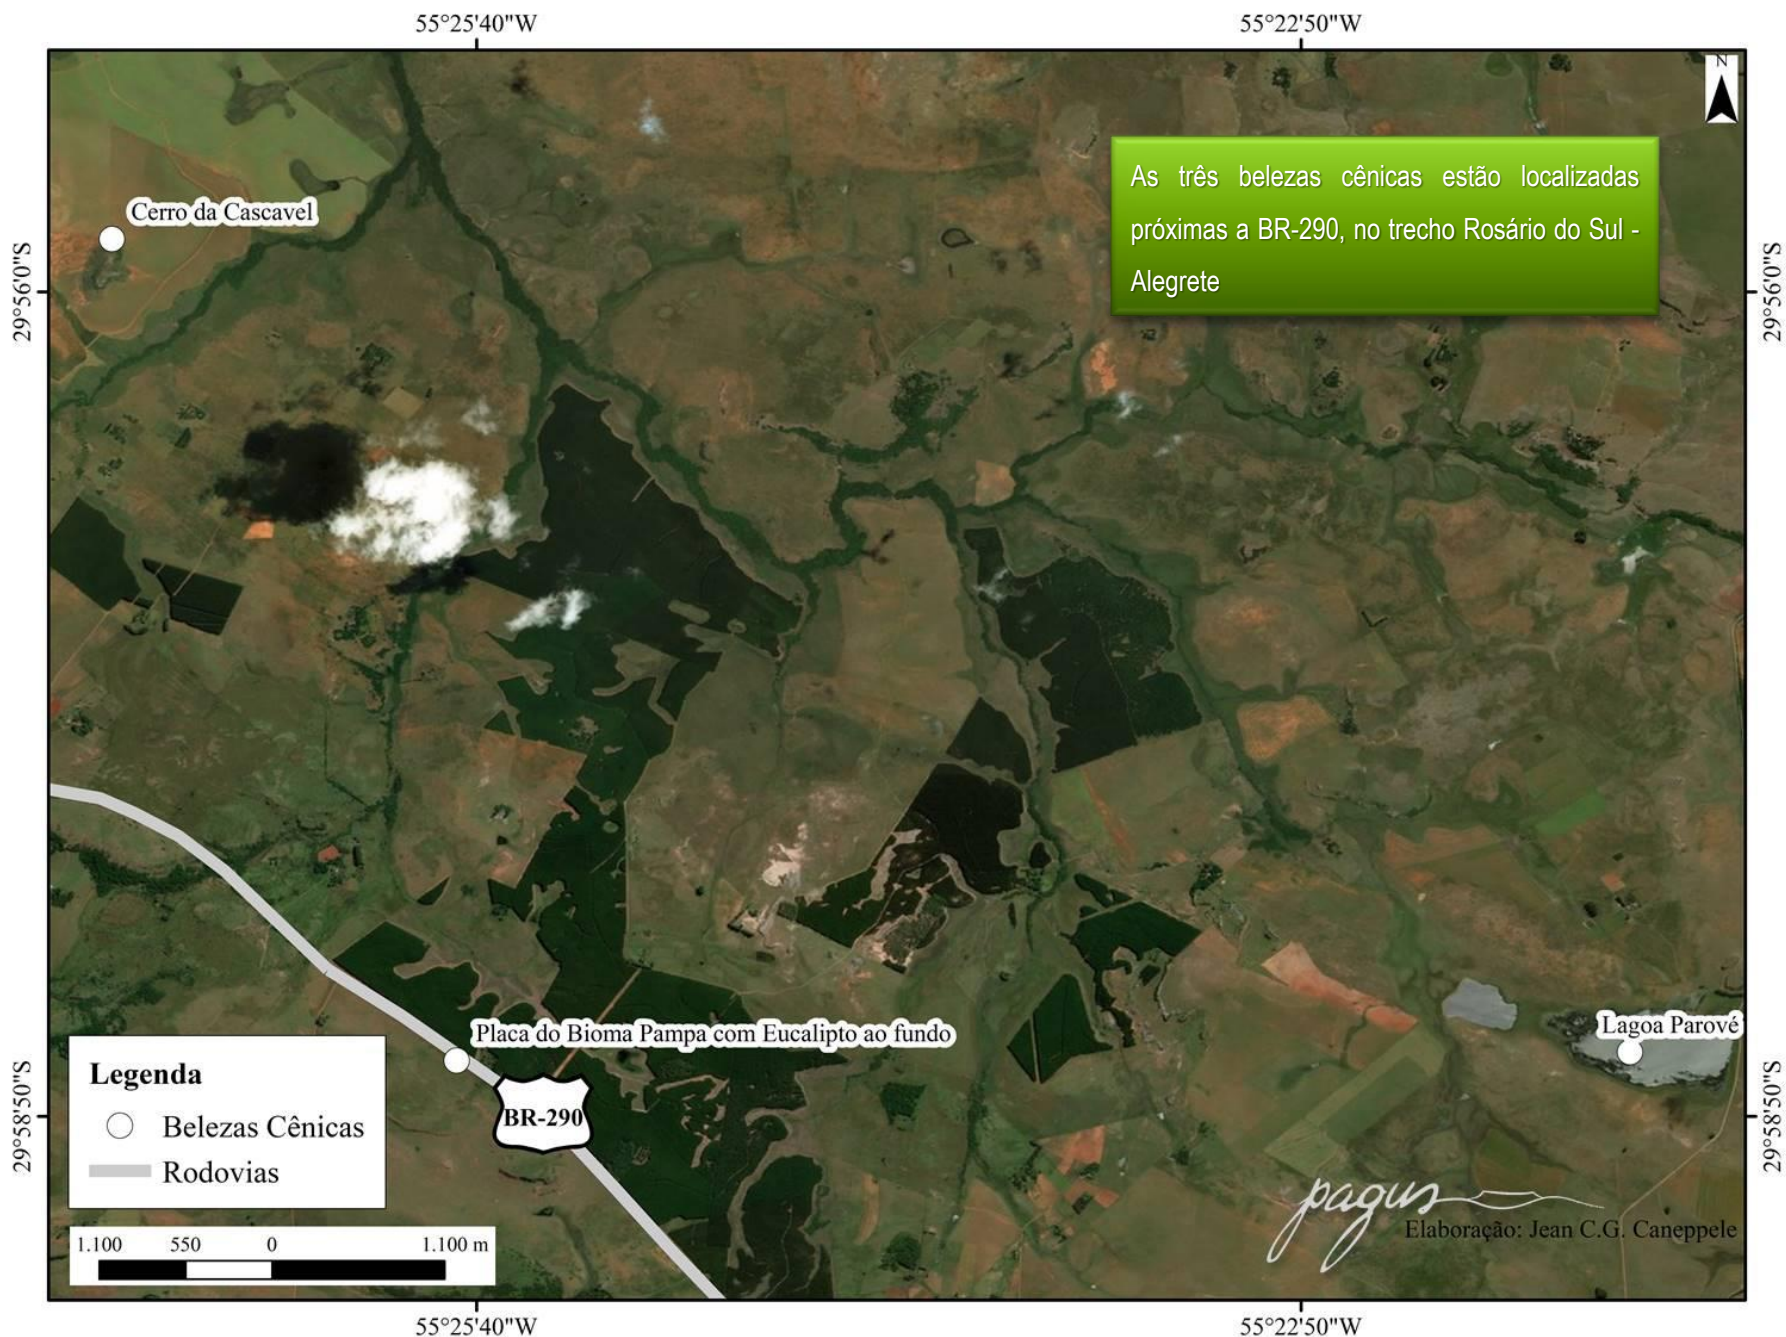 55°25'40"W
55°22'50"W
N
As três belezas cênicas estão localizadas
próximas a BR-290, no trecho Rosário do Sul -
Alegrete
Cerro da Cascavel
29°56'0"S
29°56'0"S
Placa do Bioma Pampa com Eucalipto ao fundo
Lagoa Parové
BR-290
Legenda
Belezas Cênicas
Rodovias
29°58'50"S
29°58'50"S
pagus
Elaboração: Jean C.G. Caneppele
1.100 550 0 1.100 m
55°25'40"W
55°22'50"W